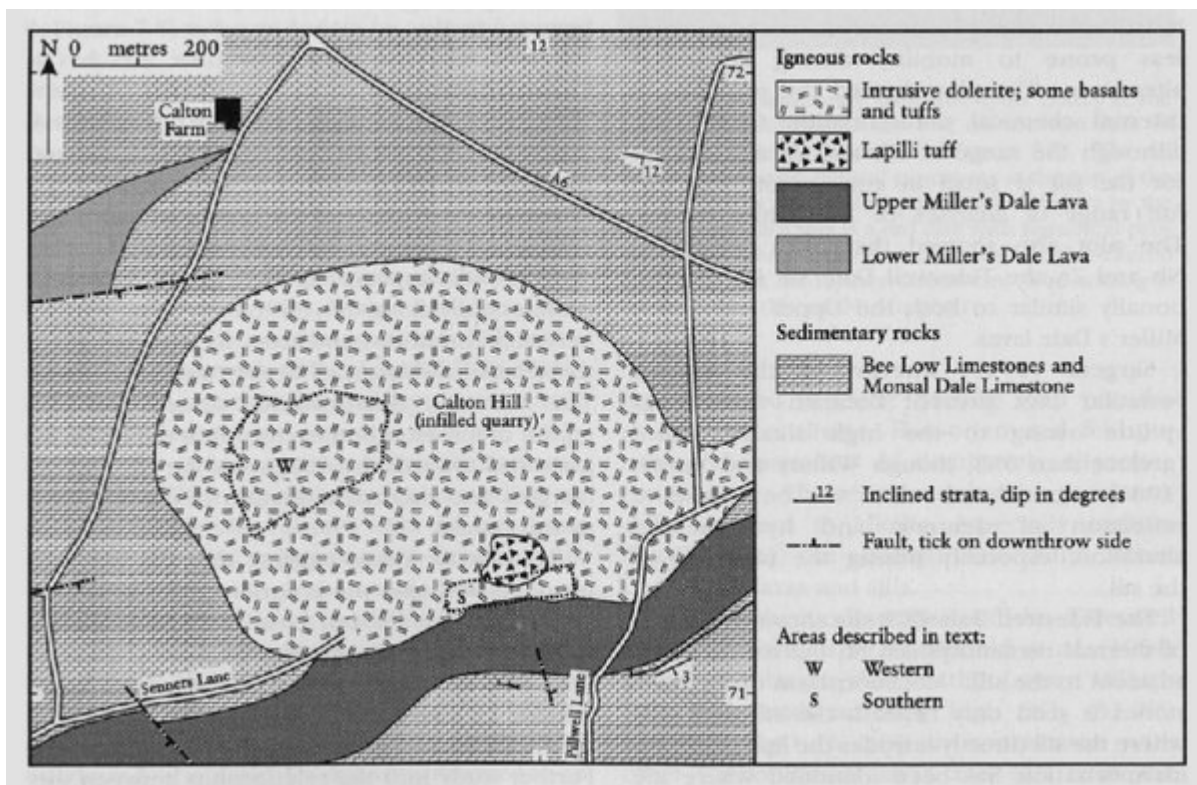 N 0 metres 200
12
72
Calton
Farm
A6
12
Calton Hill
(infilled quarry)
W
S
Senners Lane
Pillwell Lane
3
71
Igneous rocks
Intrusive dolerite; some basalts
and tuffs
Lapilli tuff
Upper Miller's Dale Lava
Lower Miller's Dale Lava
Sedimentary rocks
Bee Low Limestones and
Monsal Dale Limestone
12
Inclined strata, dip in degrees
Fault, tick on downthrow side
Areas described in text:
W Western
S Southern